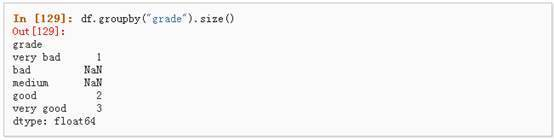 In [129]: df.groupby("grade").size()
Out[129]:
grade
very bad     1
bad        NaN
medium     NaN
good         2
very good    3
dtype: float64